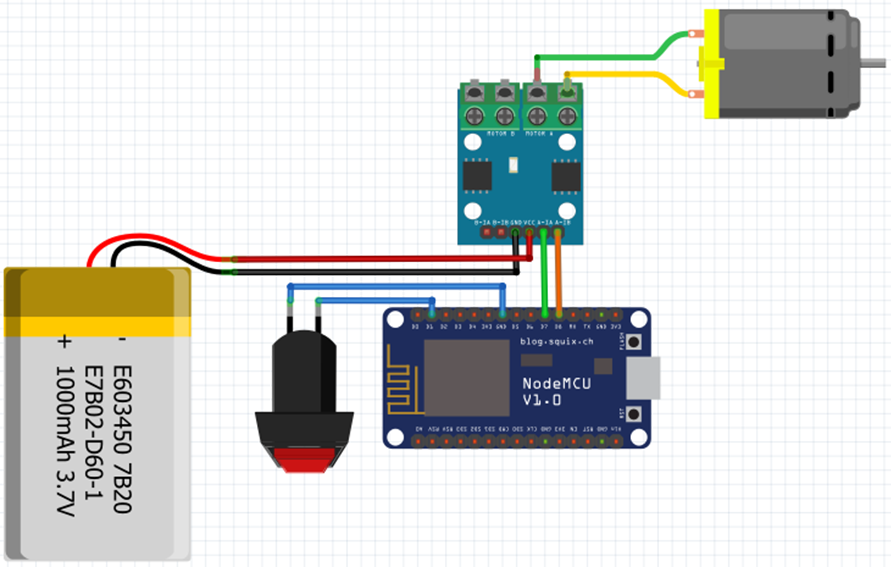 MOTOR B MOTOR A
B-IA B-IB GND VCC A-IA A-IB
D0 D1 D2 D3 D4 3V3 GND D5 D6 D7 D8 RX TX GND 3V3
blog.squix.ch
FLASH
NodeMCU
V1.0
RST
+ -
E603450 7B20
E7B02-D60-1
1000mAh 3.7V